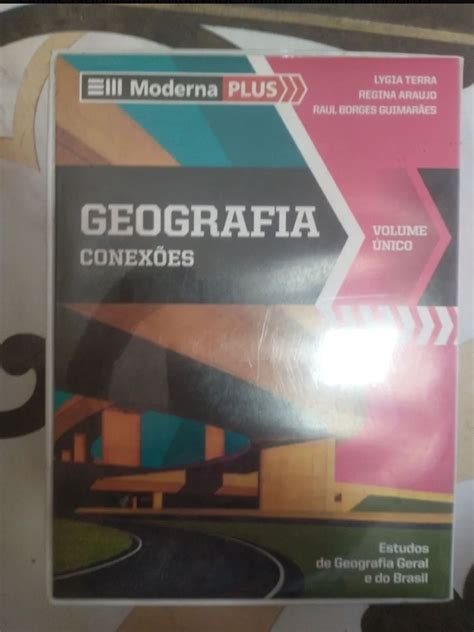 Moderna PLUS
LYGIA TERRA
REGINA ARAUJO
RAUL BORGES GUIMARÃES
GEOGRAFIA
CONEXÕES
VOLUME
ÚNICO
Estudos
de Geografia Geral
e do Brasil